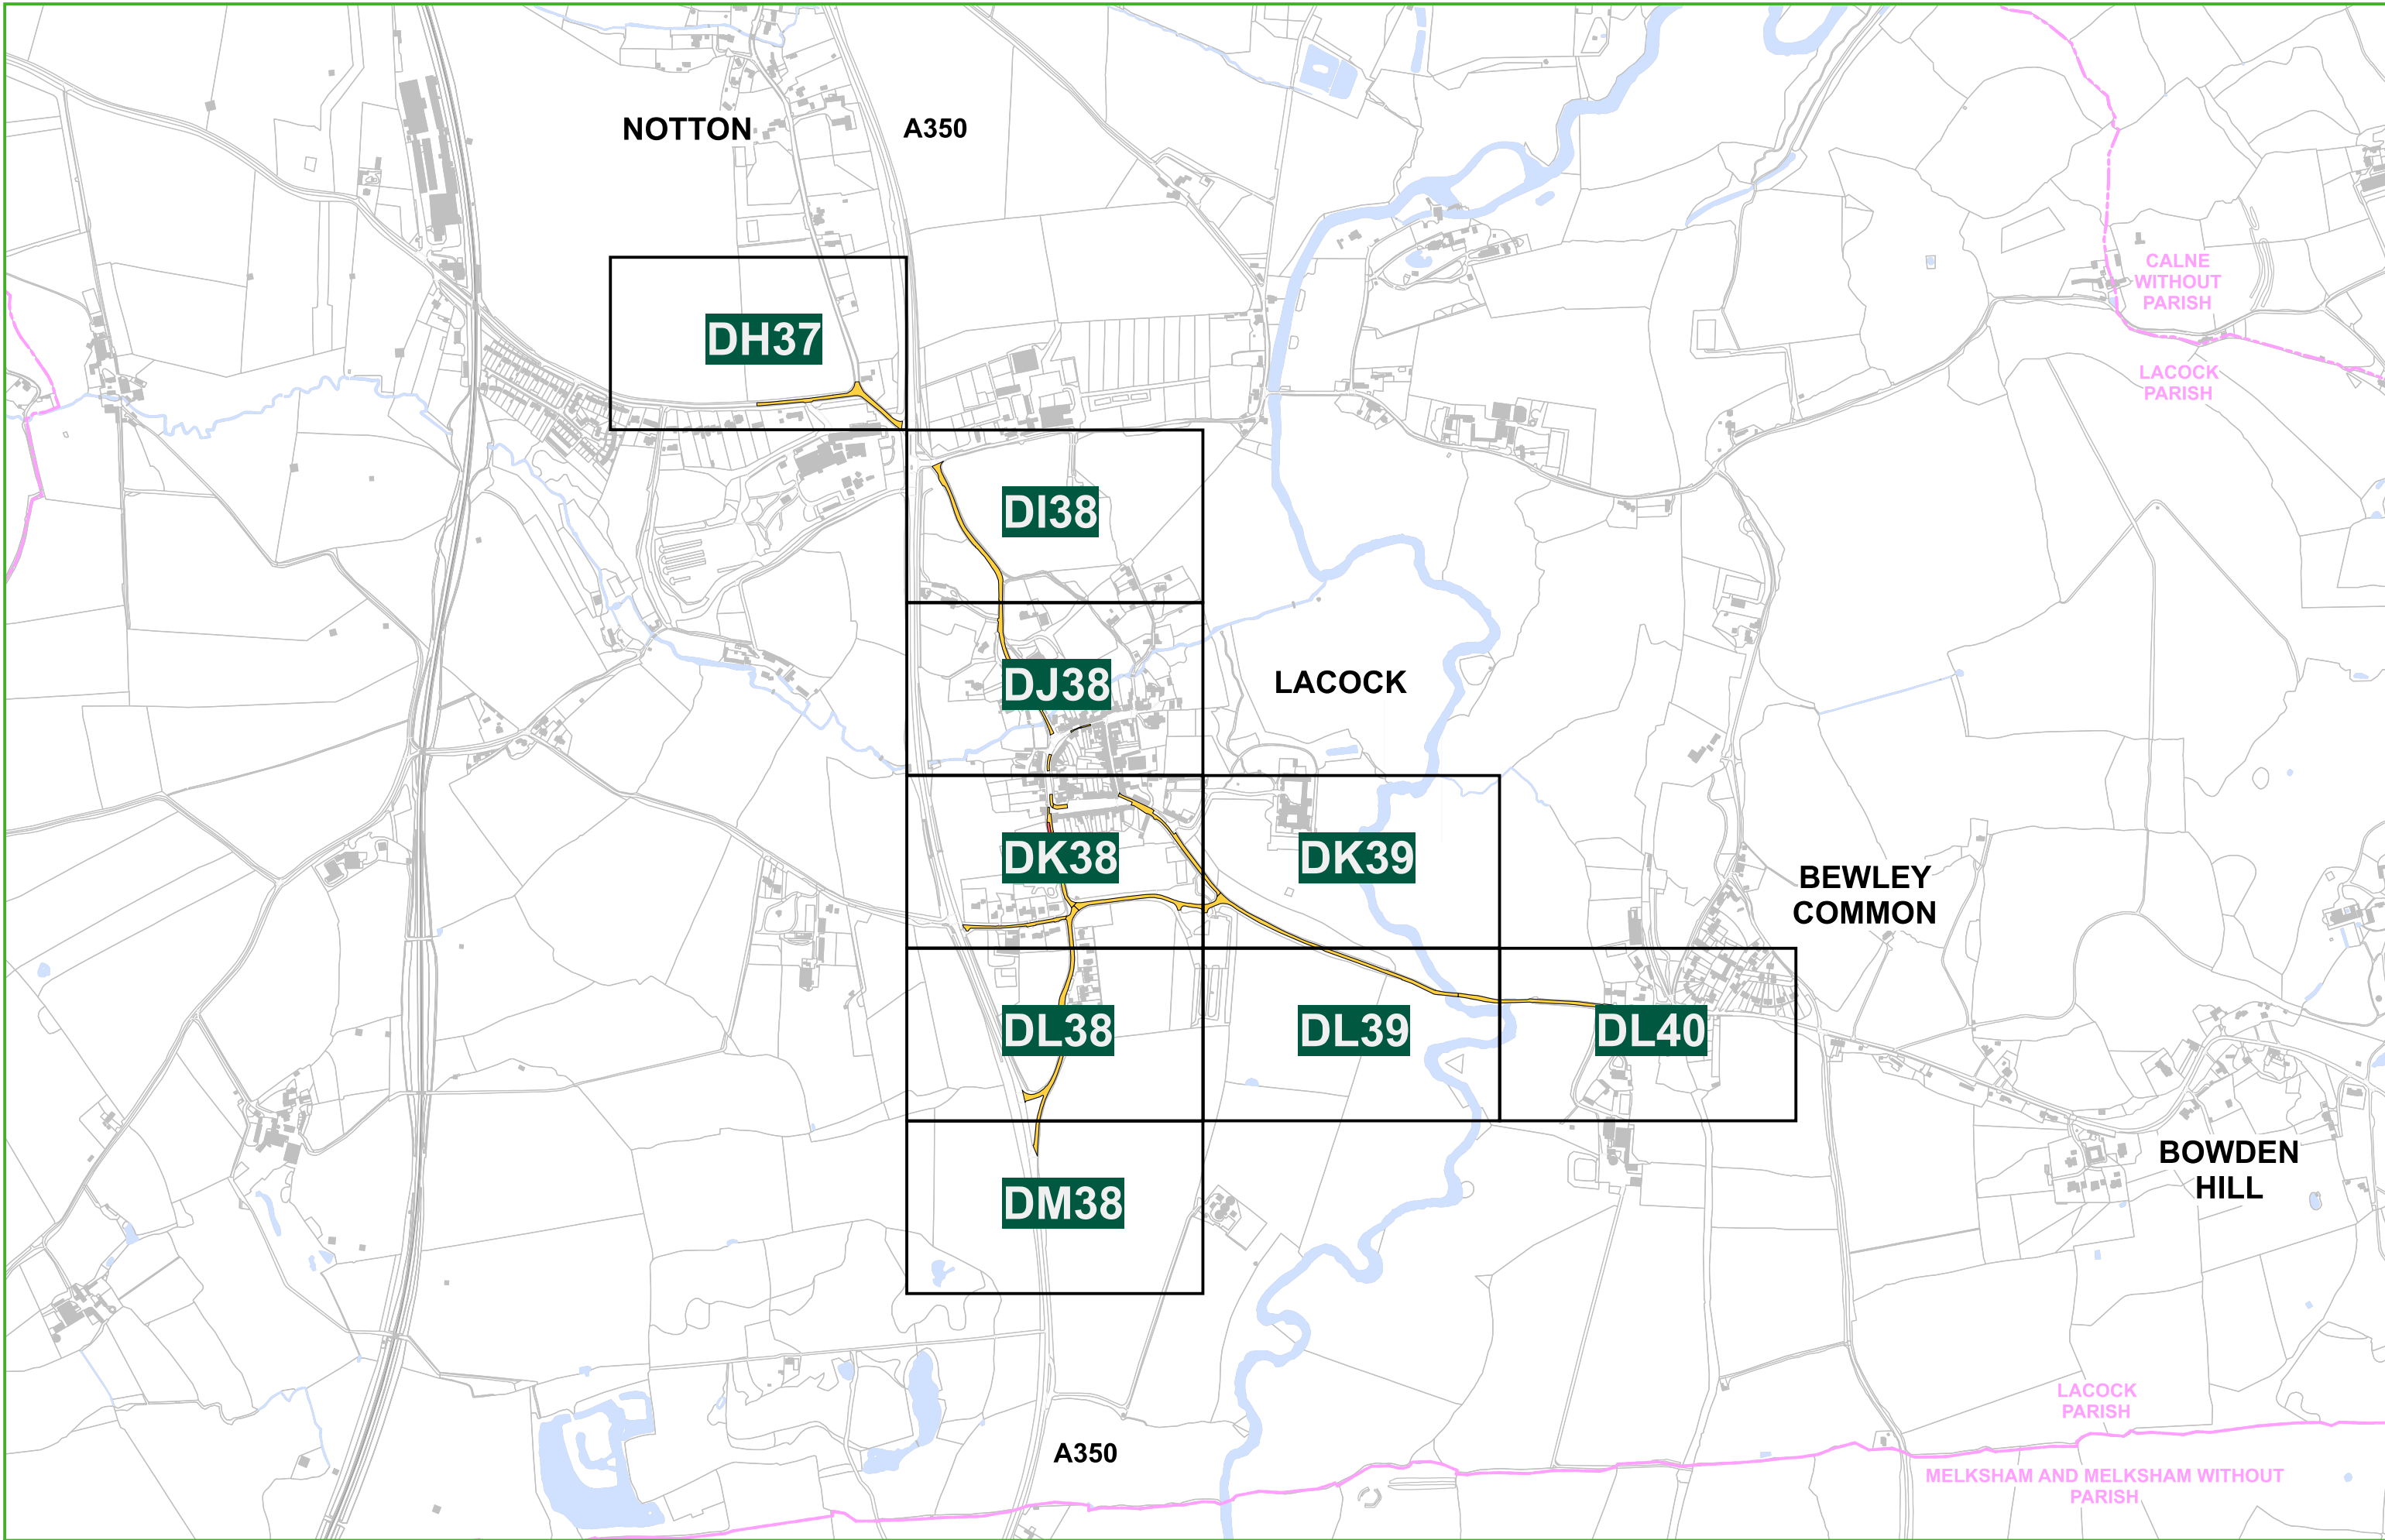 NOTTON
A350
CALNE
WITHOUT
PARISH
DH37
LACOCK
PARISH
DI38
DJ38
LACOCK
DK38
DK39
BEWLEY
COMMON
DL38
DL39
DL40
BOWDEN
HILL
DM38
LACOCK
PARISH
A350
MELKSHAM AND MELKSHAM WITHOUT
PARISH